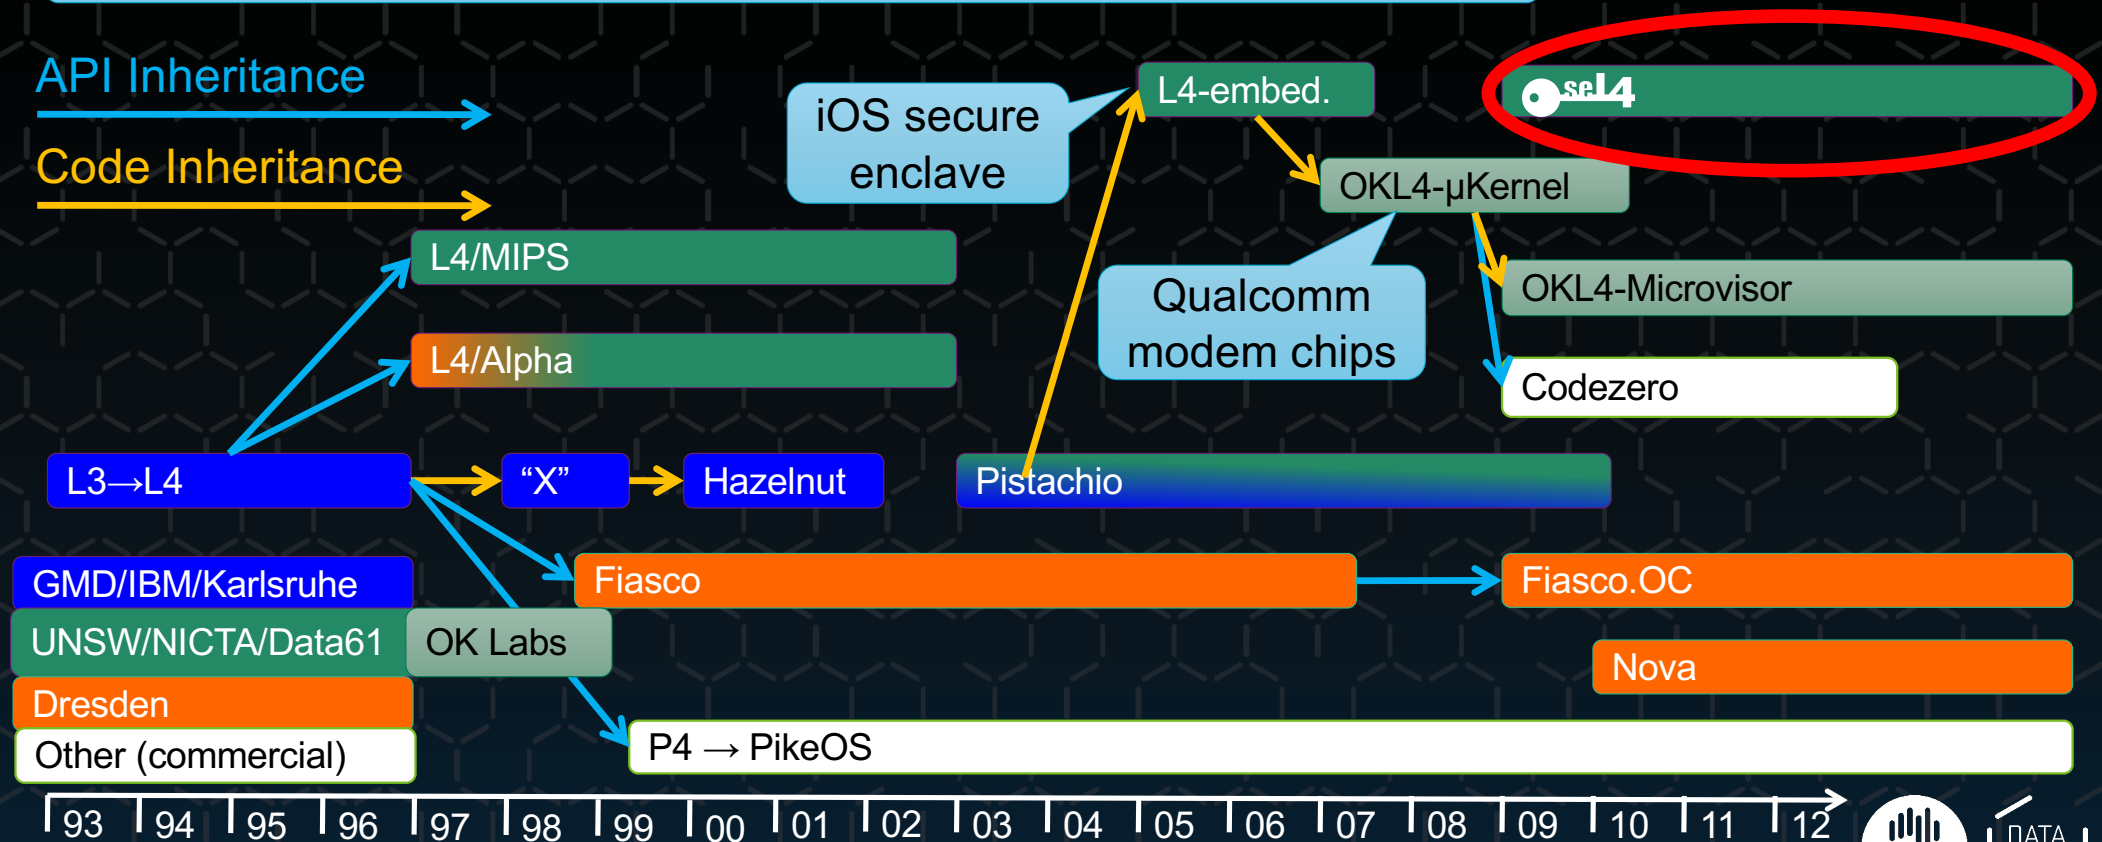 API Inheritance
Code Inheritance
iOS secure
enclave
L4-embed.
seL4
OKL4-µKernel
L4/MIPS
Qualcomm
modem chips
OKL4-Microvisor
L4/Alpha
Codezero
L3→L4
“X”
Hazelnut
Pistachio
GMD/IBM/Karlsruhe
Fiasco
Fiasco.OC
UNSW/NICTA/Data61
OK Labs
Nova
Dresden
Other (commercial)
P4 → PikeOS
93 94 95 96 97 98 99 00 01 02 03 04 05 06 07 08 09 10 11 12
DATA